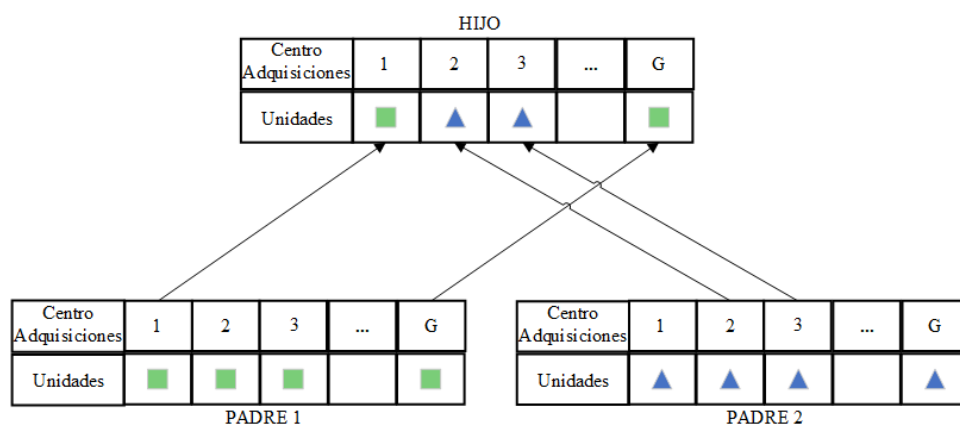 HIJO
Centro
Adquisiciones 1 2 3 ... G
Unidades
Centro
Adquisiciones 1 2 3 ... G
Unidades
PADRE 1
Centro
Adquisiciones 1 2 3 ... G
Unidades
PADRE 2